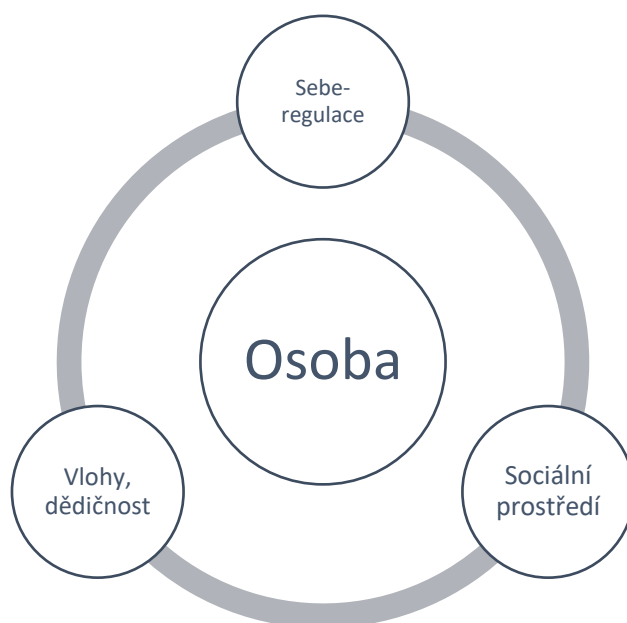 Sebe-
regulace
Osoba
Vlohy,
dědičnost
Sociální
prostředí